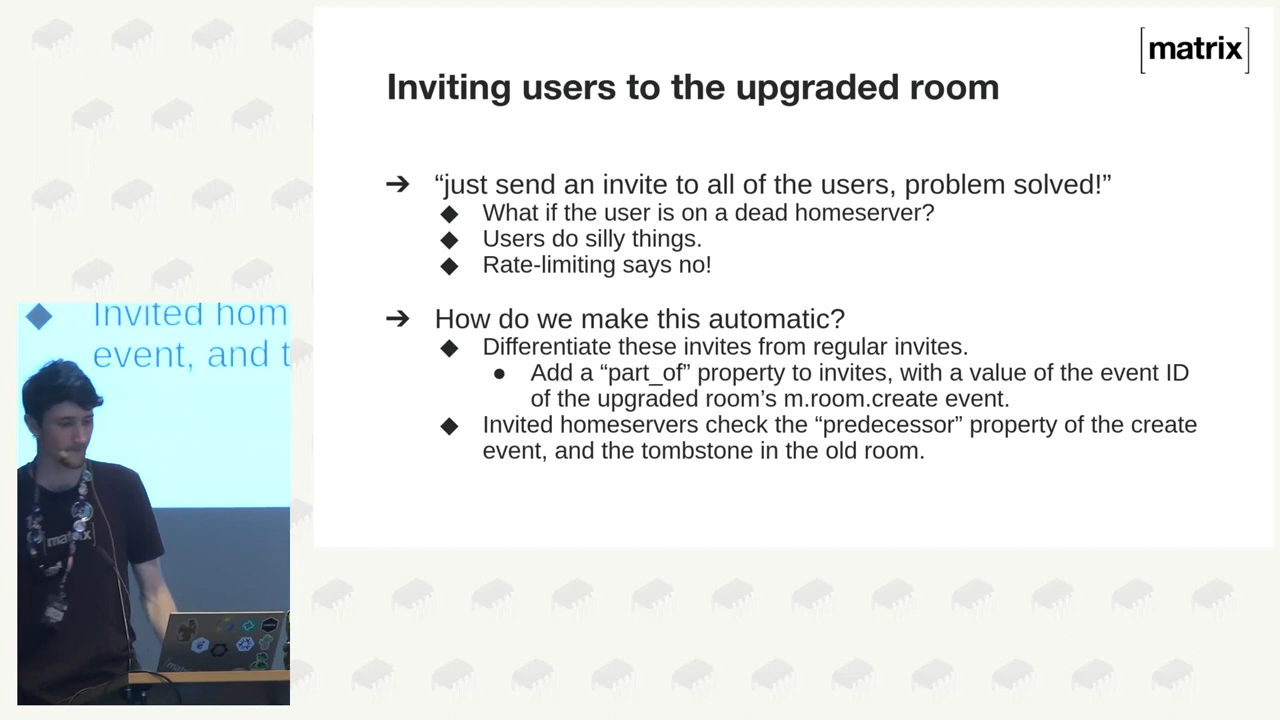 [matrix]
Inviting users to the upgraded room
➔ “just send an invite to all of the users, problem solved!”
◆ What if the user is on a dead homeserver?
◆ Users do silly things.
◆ Rate-limiting says no!
➔ How do we make this automatic?
◆ Differentiate these invites from regular invites.
● Add a “part_of” property to invites, with a value of the event ID
of the upgraded room’s m.room.create event.
◆ Invited homeservers check the “predecessor” property of the create
event, and the tombstone in the old room.
◆ Invited hom
event, and t
[matrix]